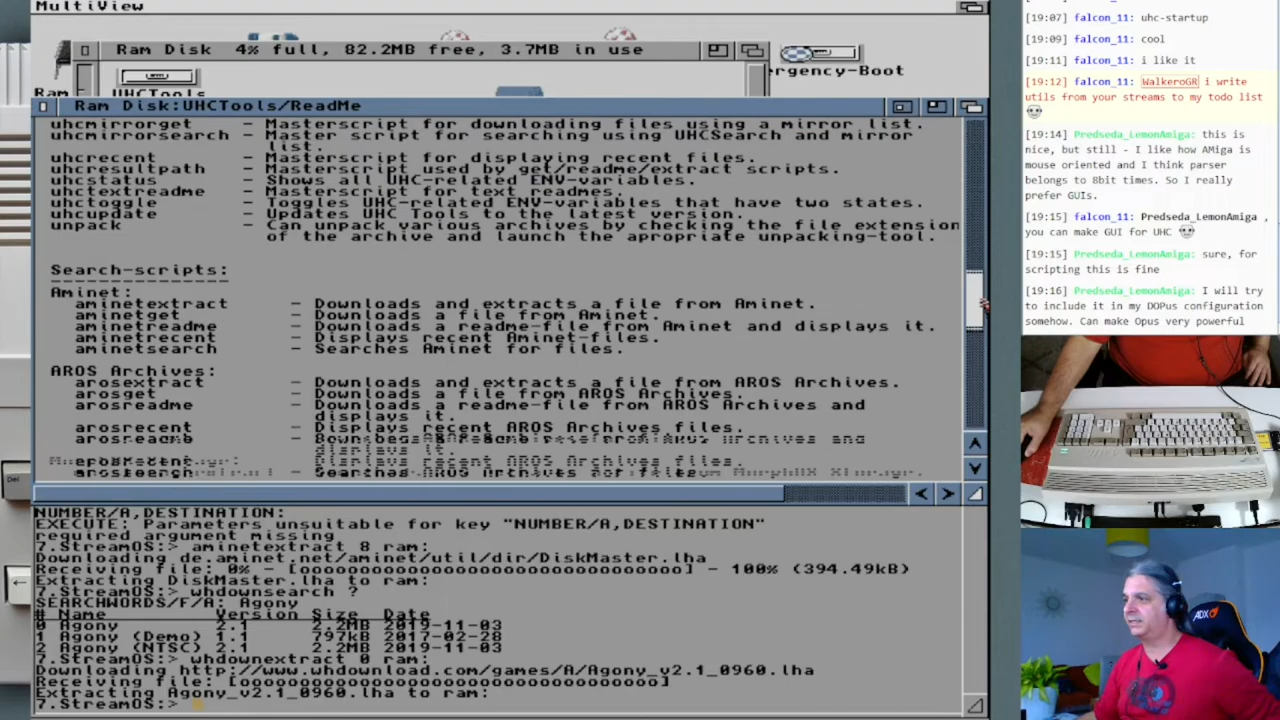 MultiView
Ram Disk 4% full, 82.2MB free, 3.7MB in use
rgency-Boot
Ram
UHCTools
Ram Disk:UHCTools/ReadMe
uhcmirrorget - Masterscript for downloading files using a mirror list.
uhcmirrorsearch - Master script for searching using UHCSearch and mirror
list.
uhcrecent - Masterscript for displaying recent files.
uhcresultpath - Masterscript used by get/readme/extract scripts.
uhcstatus - Shows all UHC-related ENV-variables.
uhctextreadme - Masterscript for text readmes.
uhctoggle - Toggles UHC-related ENV-variables that have two states.
uhcupdate - Updates UHC Tools to the latest version.
unpack - Can unpack various archives by checking the file extension
of the archive and launch the apropriate unpacking-tool.
Search-scripts:
---------------
Aminet:
aminetextract - Downloads and extracts a file from Aminet.
aminetget - Downloads a file from Aminet.
aminetreadme - Downloads a readme-file from Aminet and displays it.
aminetrecent - Displays recent Aminet-files.
aminetsearch - Searches Aminet for files.
AROS Archives:
arosextract - Downloads and extracts a file from AROS Archives.
arosget - Downloads a file from AROS Archives.
arosreadme - Downloads a readme-file from AROS Archives and
displays it.
arosrecent - Displays recent AROS Archives files.
displays it.
NUMBER/A,DESTINATION:
EXECUTE: Parameters unsuitable for key "NUMBER/A,DESTINATION"
required argument missing
7.StreamOS:> aminetextract 8 ram:
Downloading de.aminet.net/aminet/util/dir/DiskMaster.lha
Receiving file: 0% - [oooooooooooooooooooooooooooooooooo] - 100% (394.49kB)
Extracting DiskMaster.lha to ram:
7.StreamOS:> whdownsearch ?
SEARCHWORDS/F/A: Agony
# Name Version Size Date
0 Agony 2.1 2.2MB 2019-11-03
1 Agony (Demo) 1.1 797kB 2017-02-28
2 Agony (NTSC) 2.1 2.2MB 2019-11-03
7.StreamOS:> whdownextract 0 ram:
Downloading http://www.whdownload.com/games/A/Agony_v2.1_0960.lha
Receiving file: [oooooooooooooooooooooooooooooooooooooo]
Extracting Agony_v2.1_0960.lha to ram:
7.StreamOS:>
[19:07] falcon_11: uhc-startup
[19:09] falcon_11: cool
[19:11] falcon_11: i like it
[19:12] falcon_11: WalkeroGR i write
utils from your streams to my todo list
[19:14] Predseda_LemonAmiga: this is
nice, but still - I like how AMiga is
mouse oriented and I think parser
belongs to 8bit times. So I really
prefer GUIs.
[19:15] falcon_11: Predseda_LemonAmiga ,
you can make GUI for UHC
[19:15] Predseda_LemonAmiga: sure, for
scripting this is fine
[19:16] Predseda_LemonAmiga: I will try
to include it in my DOPus configuration
somehow. Can make Opus very powerful
Del
ADX